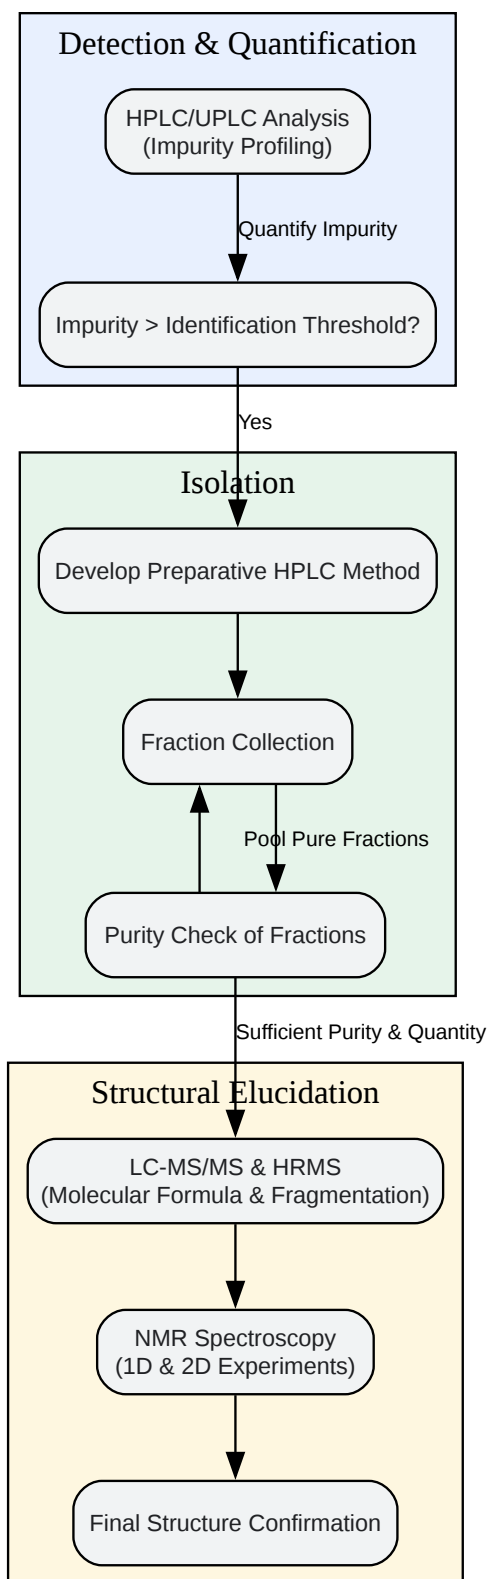 Detection & Quantification
HPLC/UPLC Analysis
(Impurity Profiling)
Quantify Impurity
Impurity > Identification Threshold?
Yes
Isolation
Develop Preparative HPLC Method
Fraction Collection
Pool Pure Fractions
Purity Check of Fractions
Sufficient Purity & Quantity
Structural Elucidation
LC-MS/MS & HRMS
(Molecular Formula & Fragmentation)
NMR Spectroscopy
(1D & 2D Experiments)
Final Structure Confirmation